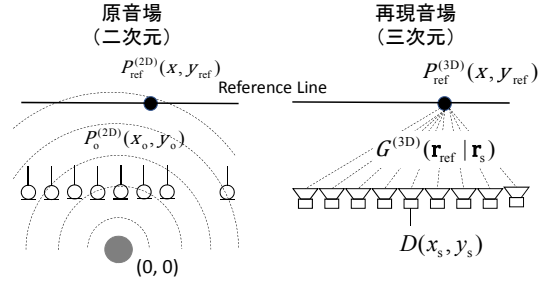 原音場
（二次元）
再現音場
（三次元）
P_ref^(2D)(x, y_ref)
P_ref^(3D)(x, y_ref)
Reference Line
P_o^(2D)(x_o, y_o)
G^(3D)(r_ref | r_s)
D(x_s, y_s)
(0, 0)